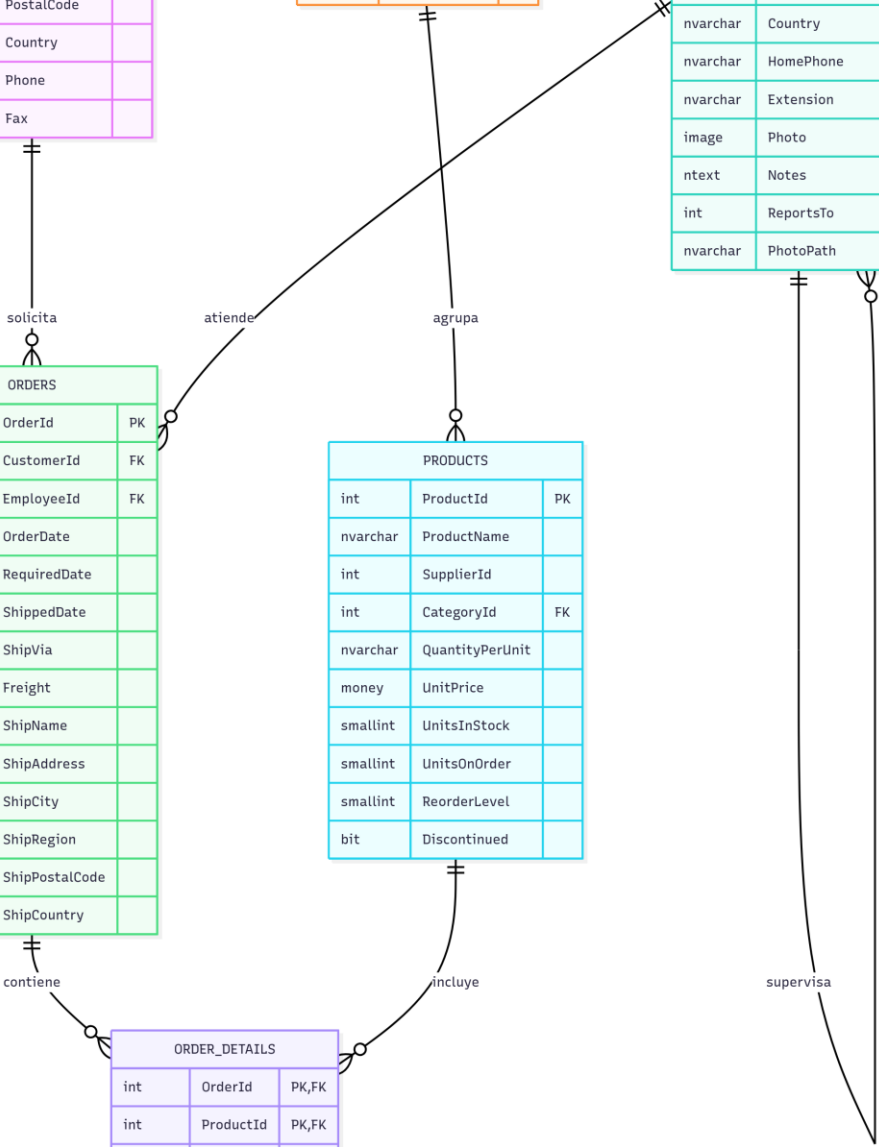 PostalCode
Country
Phone
Fax
nvarchar Country
nvarchar HomePhone
nvarchar Extension
image Photo
ntext Notes
int ReportsTo
nvarchar PhotoPath
solicita
atiende
agrupa
ORDERS
OrderId PK
CustomerId FK
EmployeeId FK
OrderDate
RequiredDate
ShippedDate
ShipVia
Freight
ShipName
ShipAddress
ShipCity
ShipRegion
ShipPostalCode
ShipCountry
PRODUCTS
int ProductId PK
nvarchar ProductName
int SupplierId
int CategoryId FK
nvarchar QuantityPerUnit
money UnitPrice
smallint UnitsInStock
smallint UnitsOnOrder
smallint ReorderLevel
bit Discontinued
contiene
incluye
supervisa
ORDER_DETAILS
int OrderId PK,FK
int ProductId PK,FK